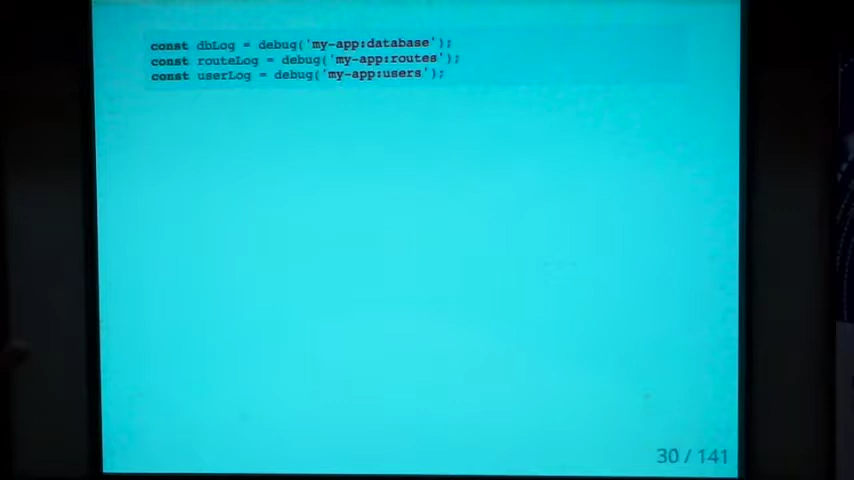 const dbLog = debug('my-app:database');
const routeLog = debug('my-app:routes');
const userLog = debug('my-app:users');
30 / 141